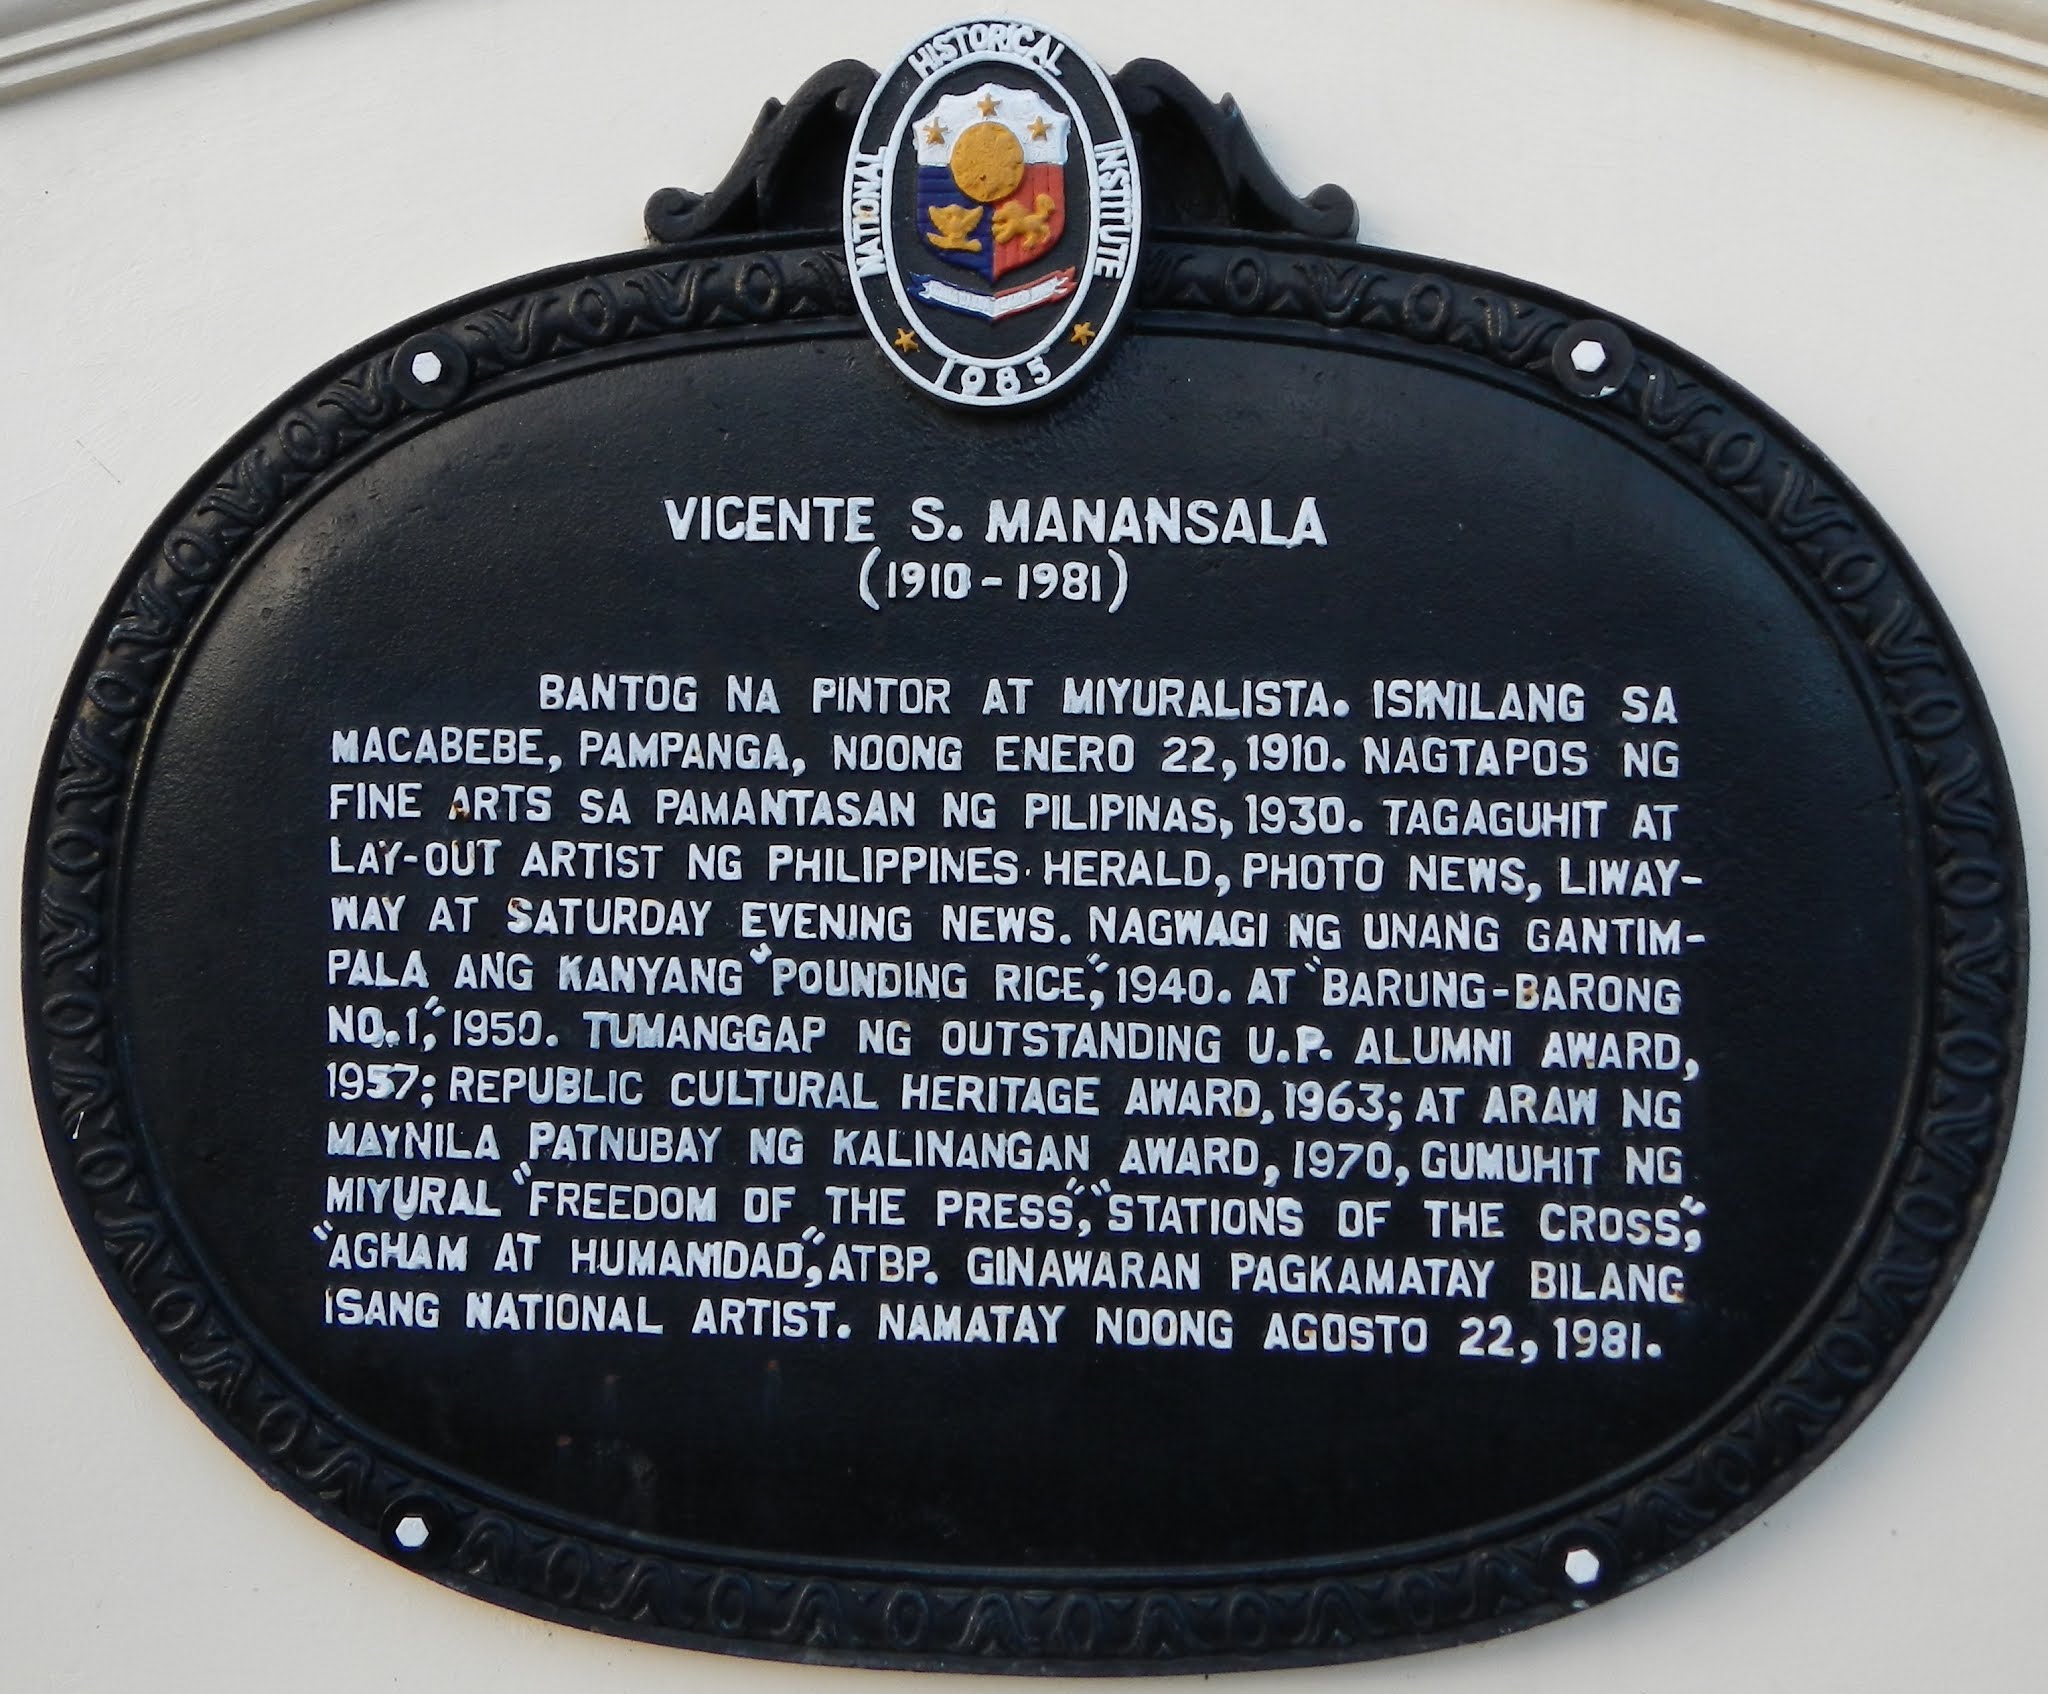 NATIONAL HISTORICAL INSTITUTE
1985
VICENTE S. MANANSALA
(1910 - 1981)
BANTOG NA PINTOR AT MIYURALISTA. ISINILANG SA
MACABEBE, PAMPANGA, NOONG ENERO 22, 1910. NAGTAPOS NG
FINE ARTS SA PAMANTASAN NG PILIPINAS, 1930. TAGAGUHIT AT
LAY-OUT ARTIST NG PHILIPPINES HERALD, PHOTO NEWS, LIWAY-
WAY AT SATURDAY EVENING NEWS. NAGWAGI NG UNANG GANTIM-
PALA ANG KANYANG "POUNDING RICE," 1940. AT "BARUNG-BARONG
NO.1," 1950. TUMANGGAP NG OUTSTANDING U.P. ALUMNI AWARD,
1957; REPUBLIC CULTURAL HERITAGE AWARD, 1963; AT ARAW NG
MAYNILA PATNUBAY NG KALINANGAN AWARD, 1970, GUMUHIT NG
MIYURAL "FREEDOM OF THE PRESS," "STATIONS OF THE CROSS,"
"AGHAM AT HUMANIDAD," ATBP. GINAWARAN PAGKAMATAY BILANG
ISANG NATIONAL ARTIST. NAMATAY NOONG AGOSTO 22, 1981.